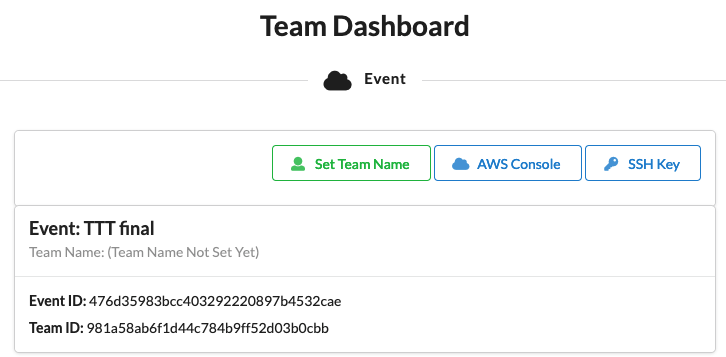 Team Dashboard
Event
Set Team Name AWS Console SSH Key
Event: TTT final
Team Name: (Team Name Not Set Yet)
Event ID: 476d35983bcc403292220897b4532cae
Team ID: 981a58ab6f1d44c784b9ff52d03b0cbb